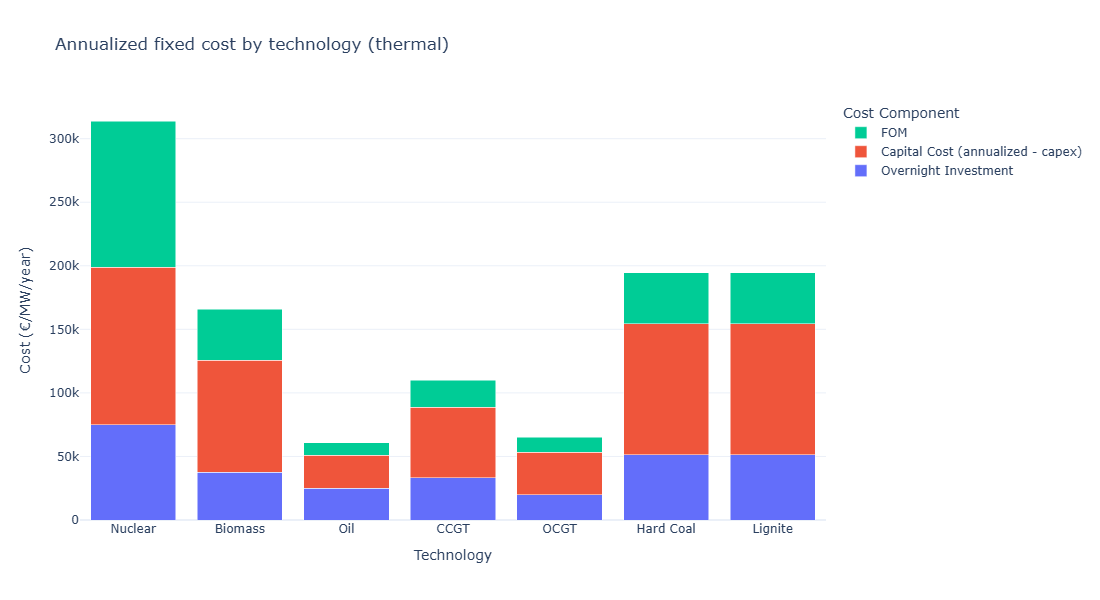 Annualized fixed cost by technology (thermal)
Cost Component
FOM
Capital Cost (annualized - capex)
Overnight Investment
Cost (€/MW/year)
300k
250k
200k
150k
100k
50k
0
Nuclear
Biomass
Oil
CCGT
OCGT
Hard Coal
Lignite
Technology